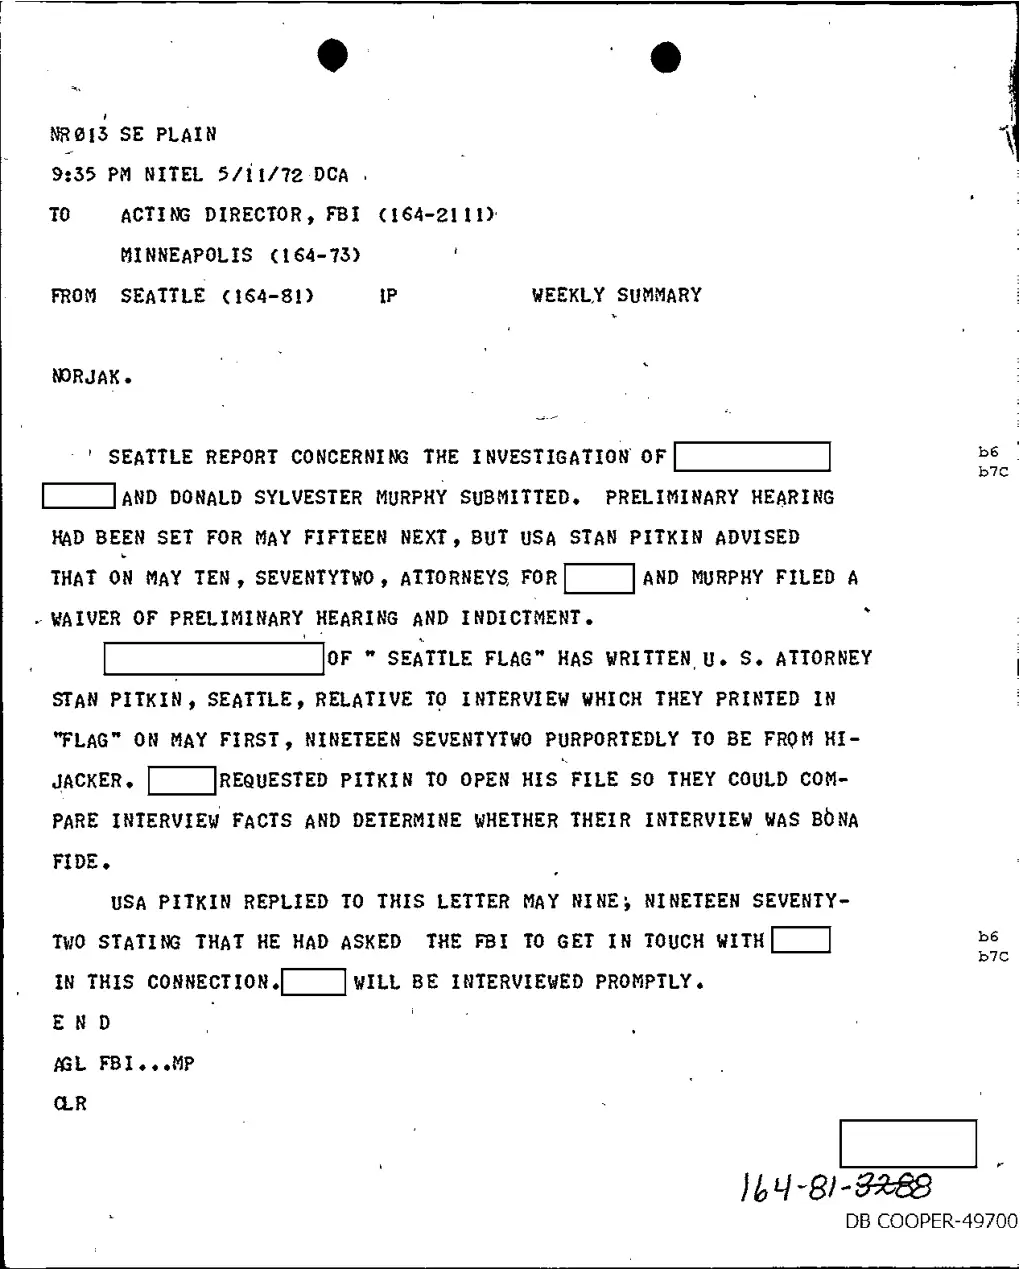 NR013 SE PLAIN
9:35 PM NITEL 5/11/72 DCA
TO ACTING DIRECTOR, FBI (164-2111)
MINNEAPOLIS (164-73)
FROM SEATTLE (164-81) 1P WEEKLY SUMMARY
NORJAK.
SEATTLE REPORT CONCERNING THE INVESTIGATION OF
b6
b7C
AND DONALD SYLVESTER MURPHY SUBMITTED. PRELIMINARY HEARING
HAD BEEN SET FOR MAY FIFTEEN NEXT, BUT USA STAN PITKIN ADVISED
THAT ON MAY TEN, SEVENTYTWO, ATTORNEYS FOR AND MURPHY FILED A
WAIVER OF PRELIMINARY HEARING AND INDICTMENT.
OF " SEATTLE FLAG" HAS WRITTEN U. S. ATTORNEY
STAN PITKIN, SEATTLE, RELATIVE TO INTERVIEW WHICH THEY PRINTED IN
"FLAG" ON MAY FIRST, NINETEEN SEVENTYTWO PURPORTEDLY TO BE FROM HI-
JACKER. REQUESTED PITKIN TO OPEN HIS FILE SO THEY COULD COM-
PARE INTERVIEW FACTS AND DETERMINE WHETHER THEIR INTERVIEW WAS BONA
FIDE.
USA PITKIN REPLIED TO THIS LETTER MAY NINE, NINETEEN SEVENTY-
TWO STATING THAT HE HAD ASKED THE FBI TO GET IN TOUCH WITH
b6
b7C
IN THIS CONNECTION. WILL BE INTERVIEWED PROMPTLY.
E N D
AGL FBI...MP
CLR
164-81-3288
DB COOPER-49700